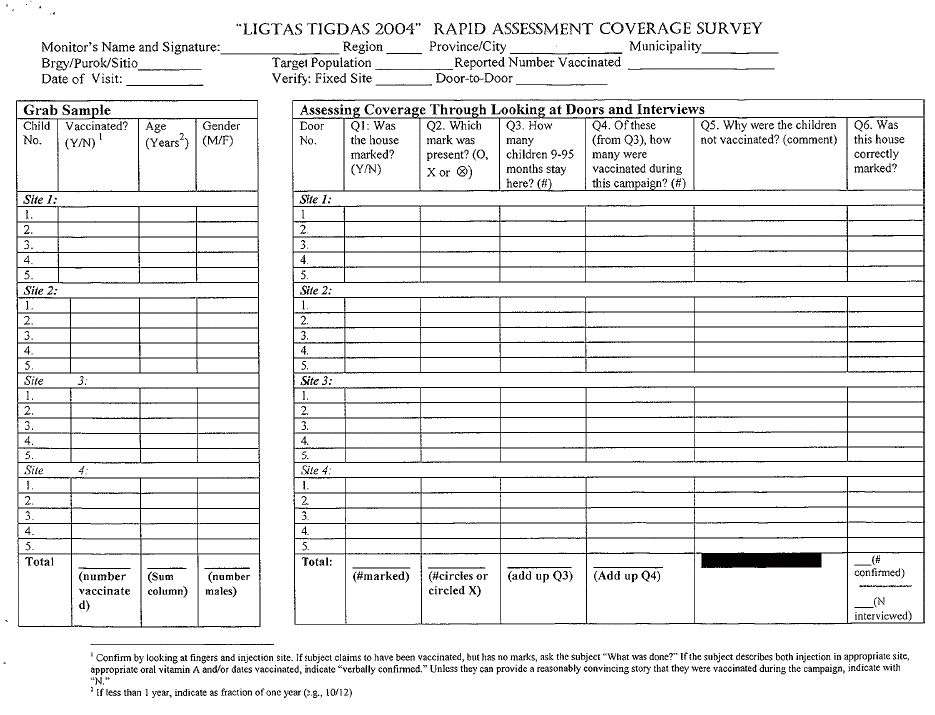 "LIGTAS TIGDAS 2004" RAPID ASSESSMENT COVERAGE SURVEY
Monitor's Name and Signature:____ Region ____ Province/City ____ Municipality____
Brgy/Purok/Sitio____ Target Population ____ Reported Number Vaccinated ____
Date of Visit: ____ Verify: Fixed Site ____ Door-to-Door ____
Grab Sample
Child No.
Vaccinated? (Y/N) 1
Age (Years2)
Gender (M/F)
Site 1:
1.
2.
3.
4.
5.
Site 2:
1.
2.
3.
4.
5.
Site 3:
1.
2.
3.
4.
5.
Site 4:
1.
2.
3.
4.
5.
Total
(number vaccinated)
(Sum column)
(number males)
Assessing Coverage Through Looking at Doors and Interviews
Door No.
Q1: Was the house marked? (Y/N)
Q2. Which mark was present? (O, X or ⊗)
Q3. How many children 9-95 months stay here? (#)
Q4. Of these (from Q3), how many were vaccinated during this campaign? (#)
Q5. Why were the children not vaccinated? (comment)
Q6. Was this house correctly marked?
Site 1:
1
2.
3.
4.
5.
Site 2:
1.
2.
3.
4.
5.
Site 3:
1.
2.
3.
4.
5.
Site 4:
1.
2.
3.
4.
5.
Total:
(#marked)
(#circles or circled X)
(add up Q3)
(Add up Q4)
___(# confirmed)
___(N interviewed)
1 Confirm by looking at fingers and injection site. If subject claims to have been vaccinated, but has no marks, ask the subject "What was done?" If the subject describes both injection in appropriate site,
appropriate oral vitamin A and/or dates vaccinated, indicate "verbally confirmed." Unless they can provide a reasonably convincing story that they were vaccinated during the campaign, indicate with
"N."
2 If less than 1 year, indicate as fraction of one year (e.g., 10/12)